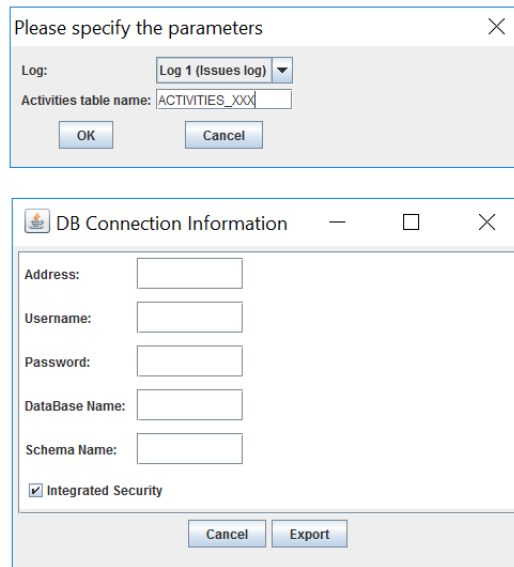 Please specify the parameters
Log: Log 1 (Issues log)
Activities table name: ACTIVITIES_XXX
OK Cancel
DB Connection Information
Address:
Username:
Password:
DataBase Name:
Schema Name:
Integrated Security
Cancel Export